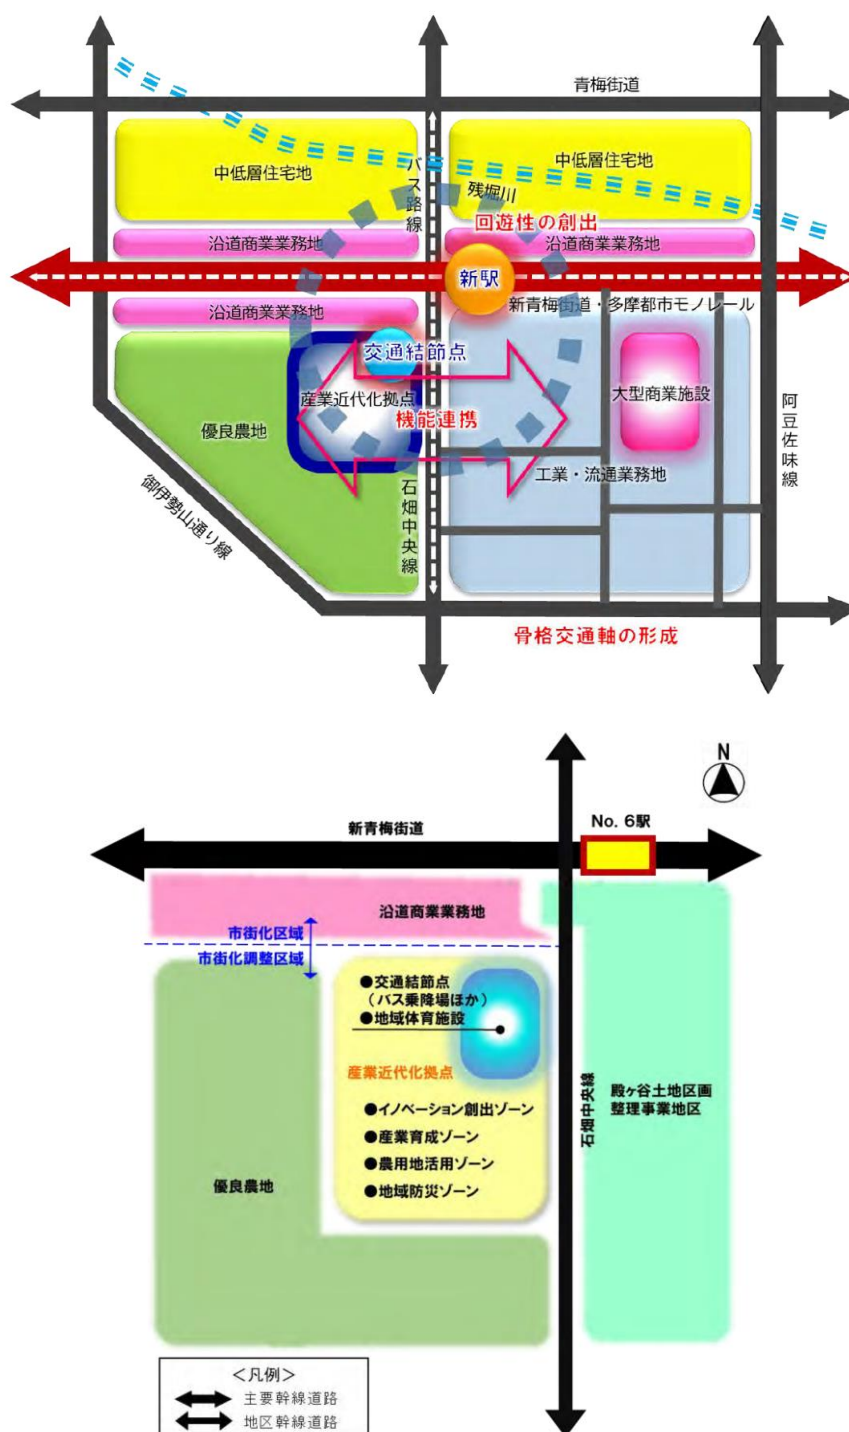 青梅街道
中低層住宅地
バス路線
中低層住宅地
残堀川
回遊性の創出
沿道商業業務地
沿道商業業務地
新駅
沿道商業業務地
新青梅街道・多摩都市モノレール
交通結節点
産業近代化拠点
大型商業施設
機能連携
優良農地
阿豆佐味線
工業・流通業務地
御伊勢山通り線
石畑中央線
骨格交通軸の形成
N
No. 6駅
新青梅街道
沿道商業業務地
市街化区域
市街化調整区域
●交通結節点
(バス乗降場ほか)
●地域体育施設
産業近代化拠点
殿ヶ谷土地区画
整理事業地区
石畑中央線
●イノベーション創出ゾーン
●産業育成ゾーン
●農用地活用ゾーン
●地域防災ゾーン
優良農地
<凡例>
主要幹線道路
地区幹線道路